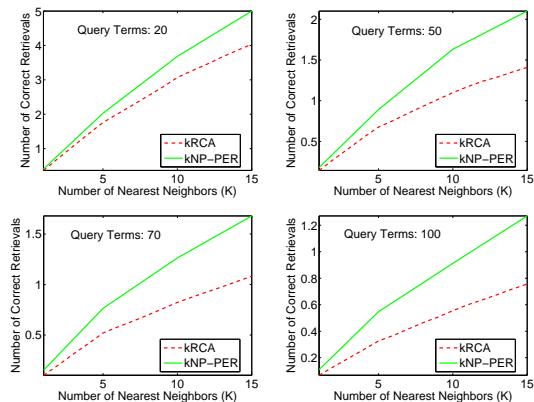 Query Terms: 20
Number of Correct Retrievals
5
4
3
2
1
kRCA
kNP-PER
5
10
15
Number of Nearest Neighbors (K)
Query Terms: 50
Number of Correct Retrievals
2
1.5
1
0.5
kRCA
kNP-PER
5
10
15
Number of Nearest Neighbors (K)
Query Terms: 70
Number of Correct Retrievals
1.5
1
0.5
kRCA
kNP-PER
5
10
15
Number of Nearest Neighbors (K)
Query Terms: 100
Number of Correct Retrievals
1.2
1
0.8
0.6
0.4
0.2
kRCA
kNP-PER
5
10
15
Number of Nearest Neighbors (K)